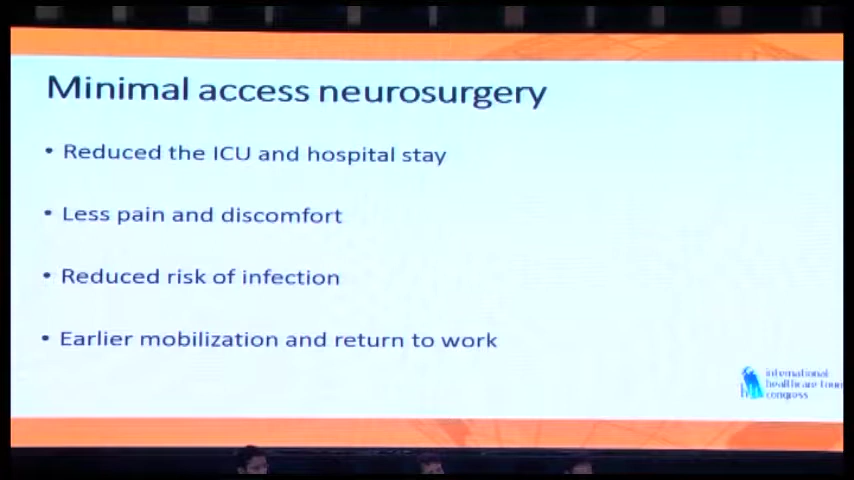 Minimal access neurosurgery
• Reduced the ICU and hospital stay
• Less pain and discomfort
• Reduced risk of infection
• Earlier mobilization and return to work
international
healthcare tour
congress